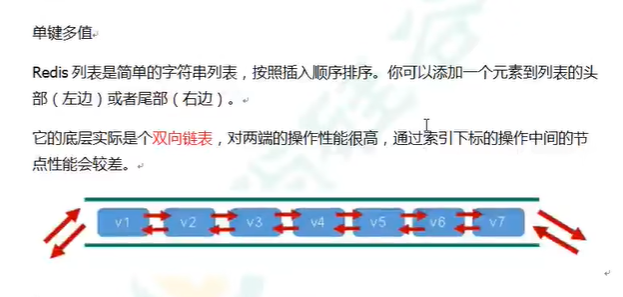 单键多值
Redis 列表是简单的字符串列表，按照插入顺序排序。你可以添加一个元素到列表的头
部（左边）或者尾部（右边）。
它的底层实际是个双向链表，对两端的操作性能很高，通过索引下标的操作中间的节
点性能会较差。
v1 v2 v3 v4 v5 v6 v7